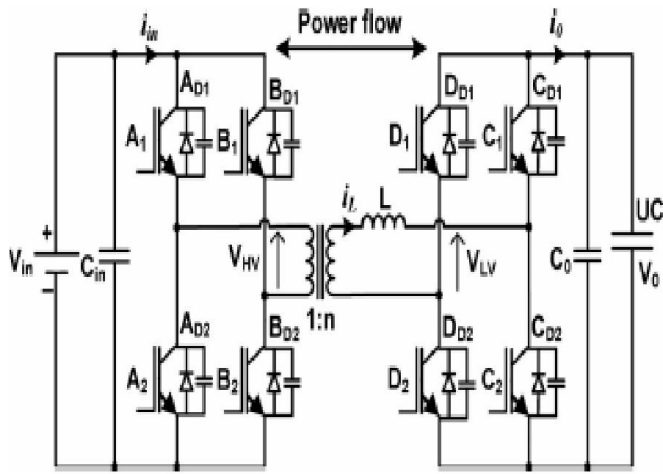 i_in Power flow i_0
A_D1 B_D1 D_D1 C_D1
A_1 B_1 D_1 C_1
i_L L
UC
+
V_in C_in V_HV V_LV C_0 V_0
−
1:n
A_D2 B_D2 D_D2 C_D2
A_2 B_2 D_2 C_2